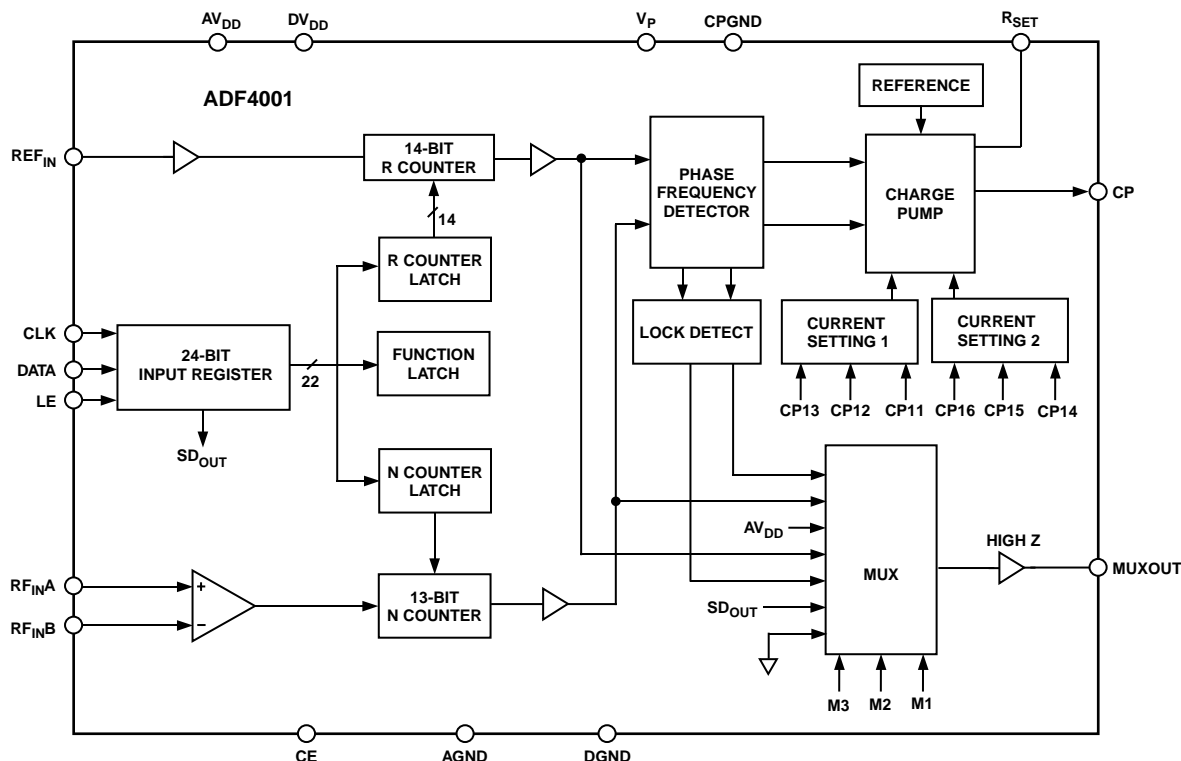 AVDD
DVDD
VP
CPGND
RSET
ADF4001
REFERENCE
REFIN
14-BIT
R COUNTER
14
PHASE
FREQUENCY
DETECTOR
CHARGE
PUMP
CP
R COUNTER
LATCH
CLK
DATA
LE
24-BIT
INPUT REGISTER
22
FUNCTION
LATCH
SDOUT
LOCK DETECT
CURRENT
SETTING 1
CURRENT
SETTING 2
CP13
CP12
CP11
CP16
CP15
CP14
N COUNTER
LATCH
AVDD
SDOUT
MUX
HIGH Z
MUXOUT
RFINA
RFINB
+
−
13-BIT
N COUNTER
M3
M2
M1
CE
AGND
DGND